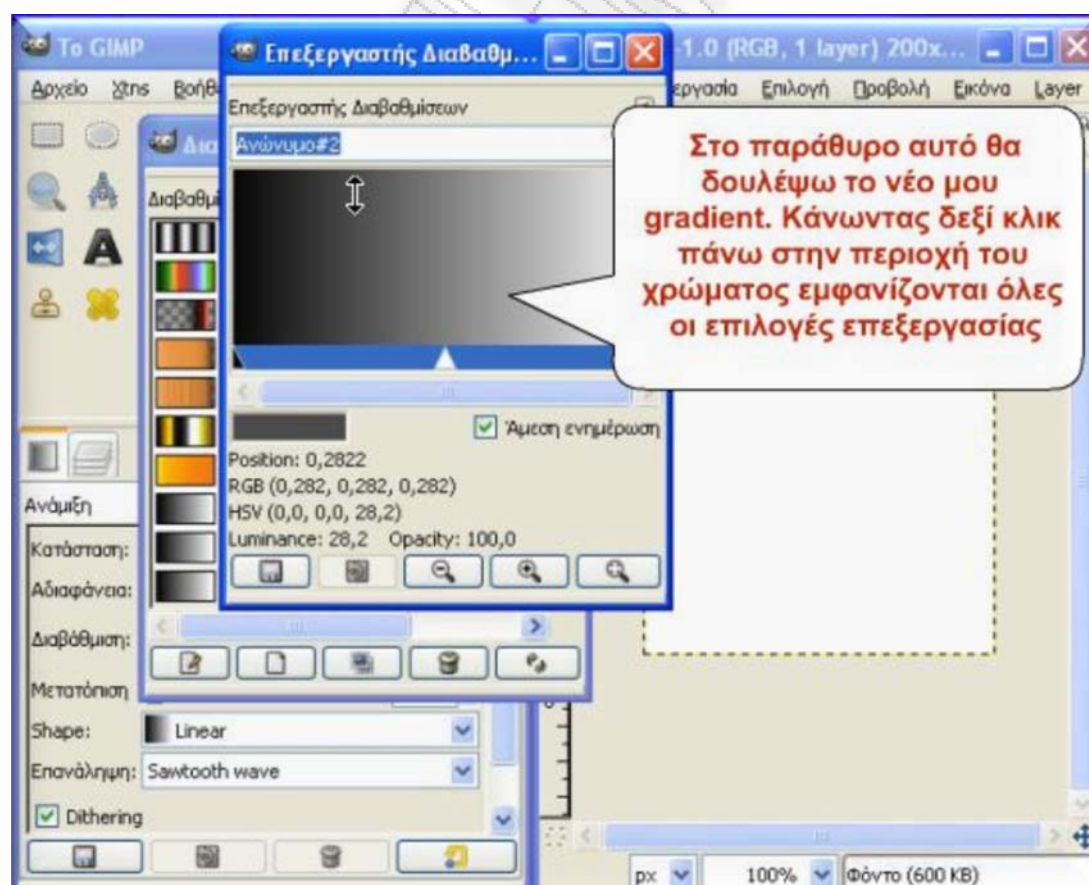 Το GIMP
Επεξεργαστής Διαβαθμ...
-1.0 (RGB, 1 layer) 200x...
Αρχείο Xtns Βοήθ
εργασία Επιλογή Προβολή Εικόνα Layer
Επεξεργαστής Διαβαθμίσεων
Ανώνυμο#2
Δια
Διαβαθμί
Στο παράθυρο αυτό θα
δουλέψω το νέο μου
gradient. Κάνωντας δεξί κλικ
πάνω στην περιοχή του
χρώματος εμφανίζονται όλες
οι επιλογές επεξεργασίας
Άμεση ενημέρωση
Position: 0,2822
RGB (0,282, 0,282, 0,282)
HSV (0,0, 0,0, 28,2)
Luminance: 28,2 Opacity: 100,0
Ανάμιξη
Κατάσταση:
Αδιαφάνεια:
Διαβάθμιση:
Μετατόπιση
Shape: Linear
Επανάληψη: Sawtooth wave
Dithering
px 100% Φόντο (600 KB)